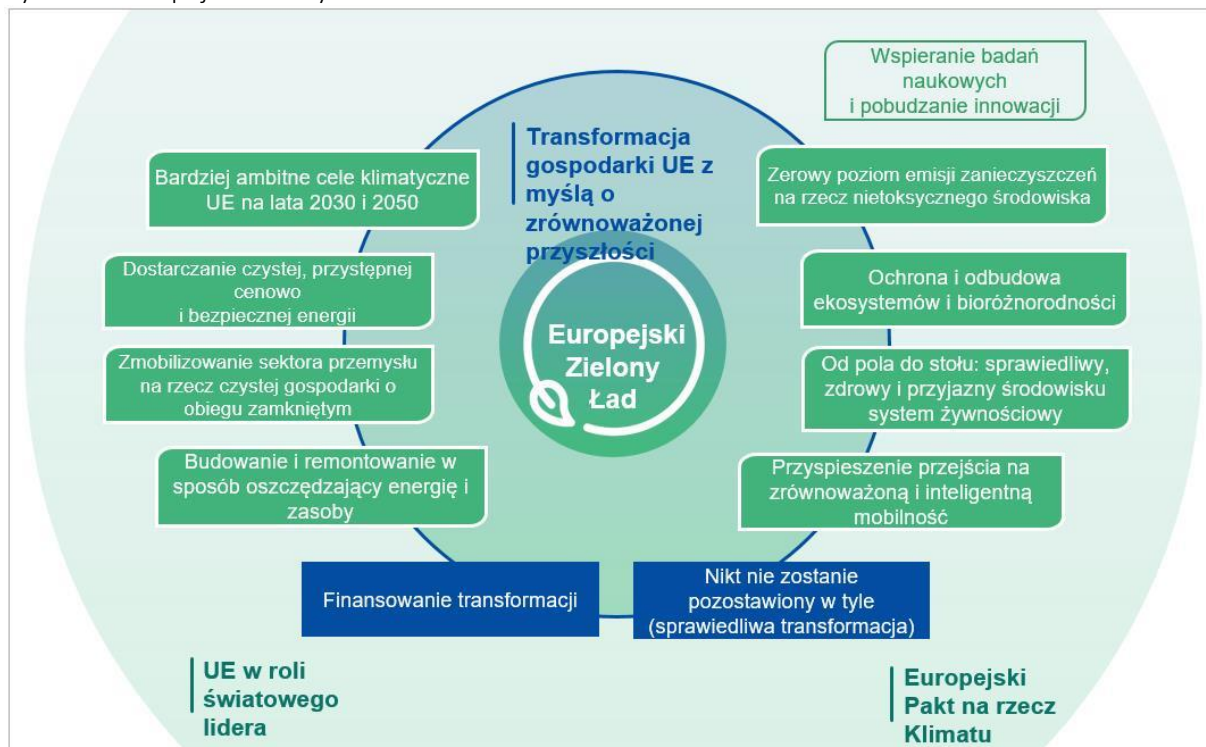 Wspieranie badań
naukowych
i pobudzanie innowacji
Transformacja
gospodarki UE z
myślą o
zrównoważonej
przyszłości
Bardziej ambitne cele klimatyczne
UE na lata 2030 i 2050
Zerowy poziom emisji zanieczyszczeń
na rzecz nietoksycznego środowiska
Dostarczanie czystej, przystępnej
cenowo
i bezpiecznej energii
Ochrona i odbudowa
ekosystemów i bioróżnorodności
Europejski
Zielony
Ład
Zmobilizowanie sektora przemysłu
na rzecz czystej gospodarki o
obiegu zamkniętym
Od pola do stołu: sprawiedliwy,
zdrowy i przyjazny środowisku
system żywnościowy
Budowanie i remontowanie w
sposób oszczędzający energię i
zasoby
Przyspieszenie przejścia na
zrównoważoną i inteligentną
mobilność
Finansowanie transformacji
Nikt nie zostanie
pozostawiony w tyle
(sprawiedliwa transformacja)
UE w roli
światowego
lidera
Europejski
Pakt na rzecz
Klimatu